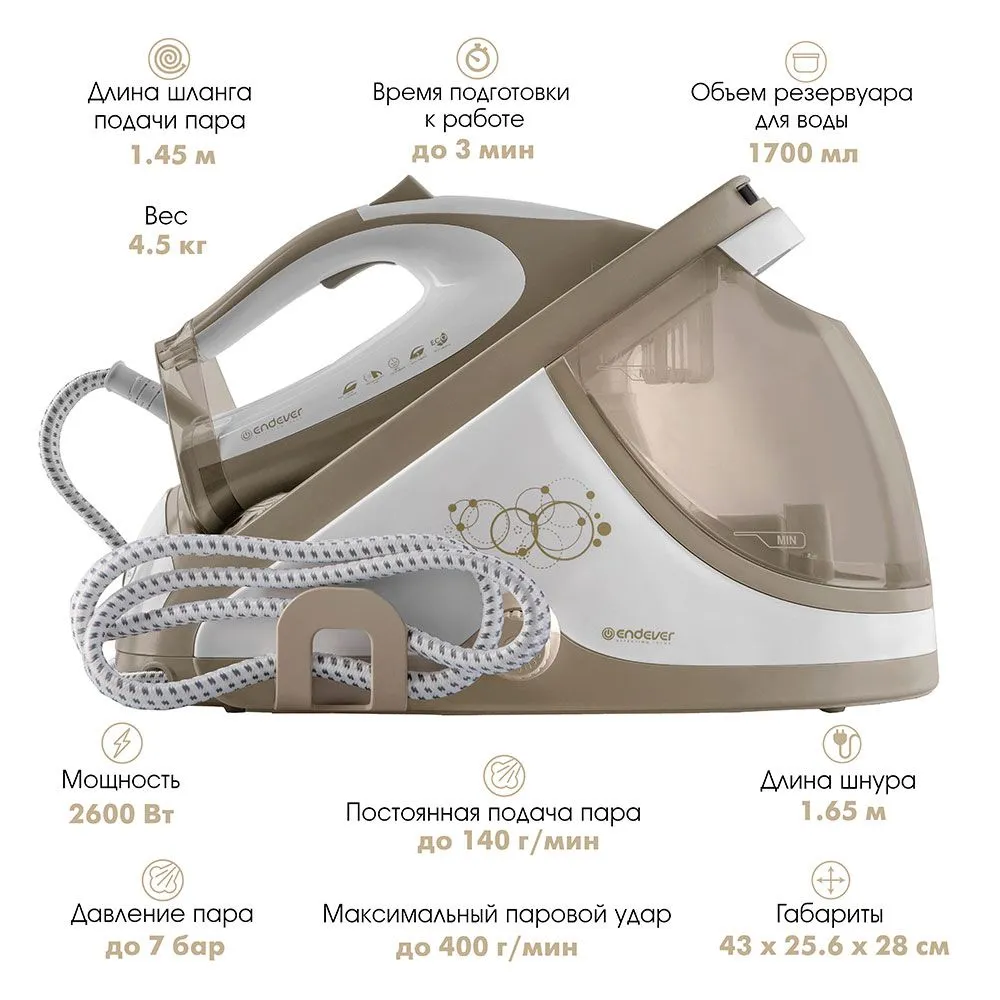 Длина шланга
подачи пара
1.45 м
Время подготовки
к работе
до 3 мин
Объем резервуара
для воды
1700 мл
Вес
4.5 кг
ECO
endever
MIN
endever
Мощность
2600 Вт
Постоянная подача пара
до 140 г/мин
Длина шнура
1.65 м
Давление пара
до 7 бар
Максимальный паровой удар
до 400 г/мин
Габариты
43 x 25.6 x 28 см